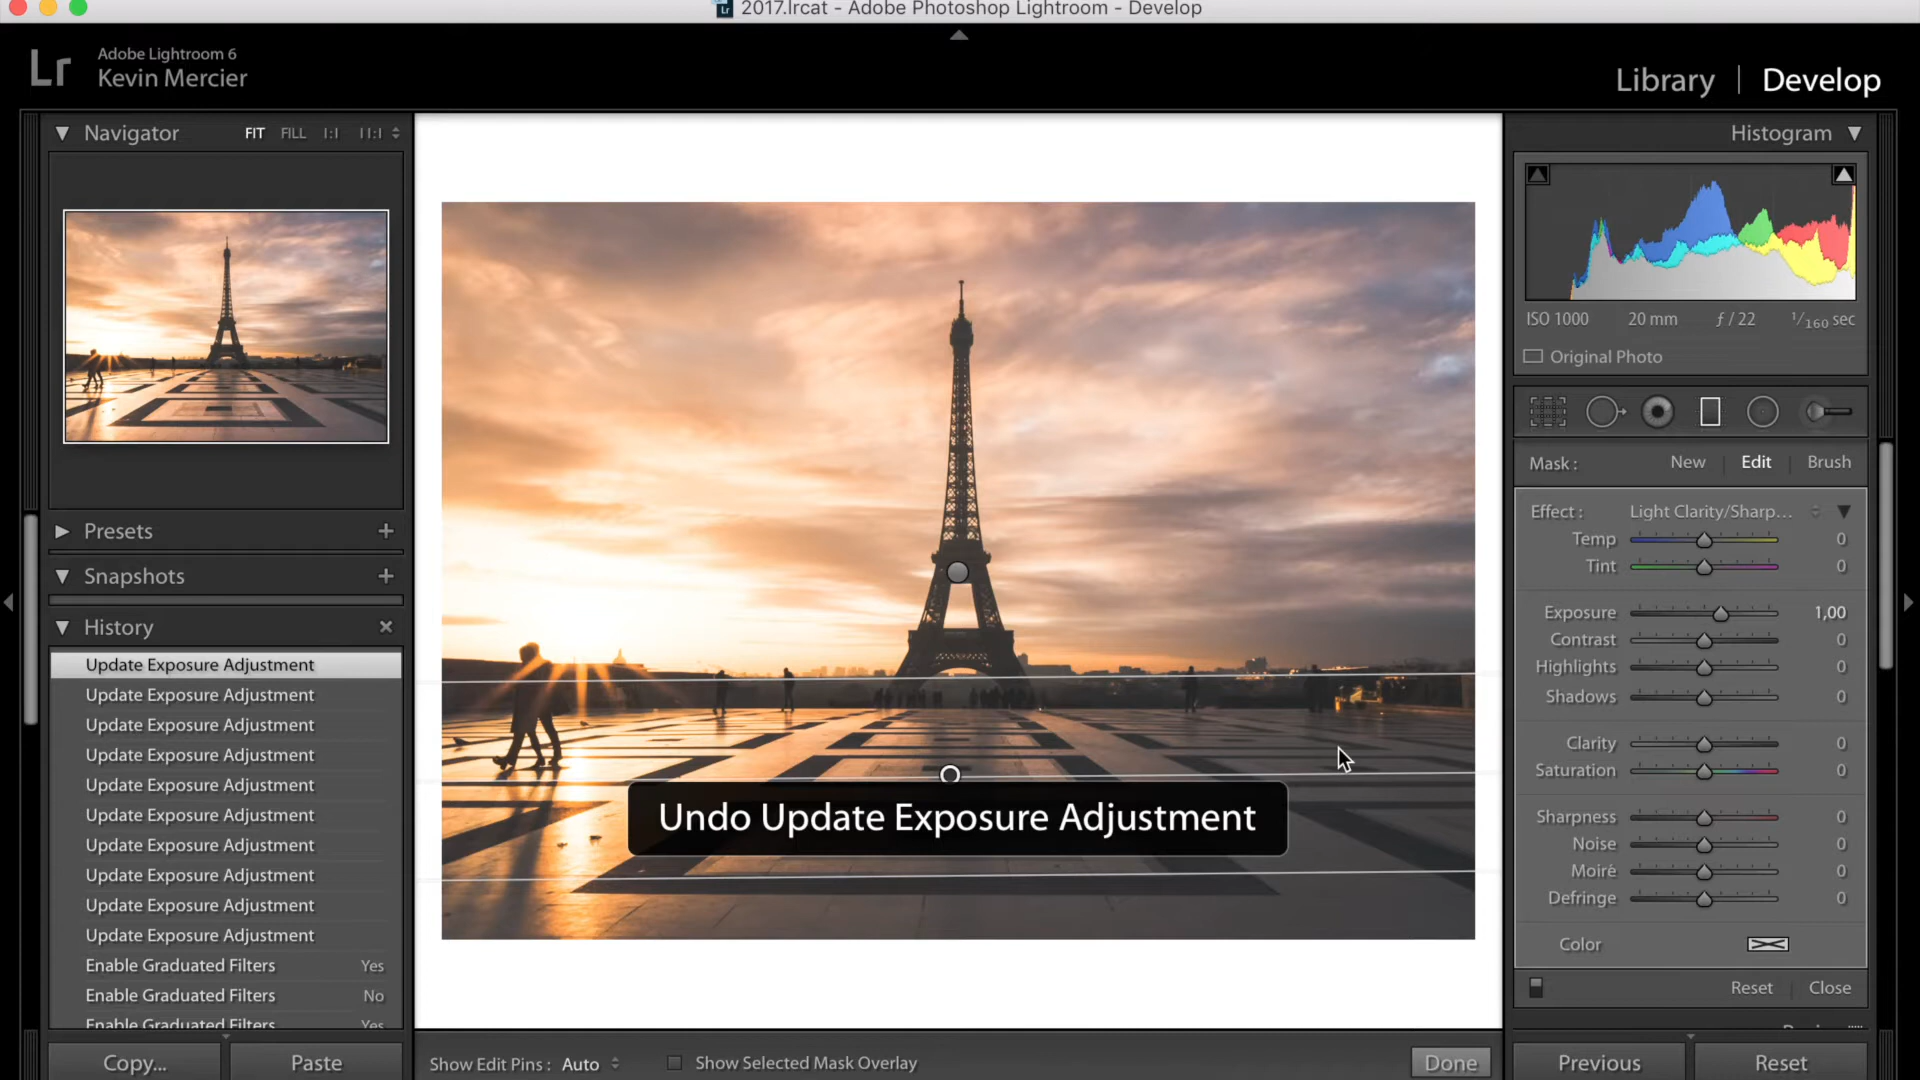 2017.lrcat - Adobe Photoshop Lightroom - Develop
Lr
Adobe Lightroom 6
Kevin Mercier
Library | Develop
Navigator FIT FILL 1:1 11:1
Presets +
Snapshots +
History ×
Update Exposure Adjustment
Update Exposure Adjustment
Update Exposure Adjustment
Update Exposure Adjustment
Update Exposure Adjustment
Update Exposure Adjustment
Update Exposure Adjustment
Update Exposure Adjustment
Update Exposure Adjustment
Update Exposure Adjustment
Enable Graduated Filters Yes
Enable Graduated Filters No
Enable Graduated Filters Yes
Copy... Paste
Undo Update Exposure Adjustment
Show Edit Pins : Auto Show Selected Mask Overlay Done
Histogram
ISO 1000 20 mm ƒ / 22 1/160 sec
Original Photo
Mask : New Edit Brush
Effect : Light Clarity/Sharp...
Temp 0
Tint 0
Exposure 1,00
Contrast 0
Highlights 0
Shadows 0
Clarity 0
Saturation 0
Sharpness 0
Noise 0
Moiré 0
Defringe 0
Color
Reset Close
Previous Reset